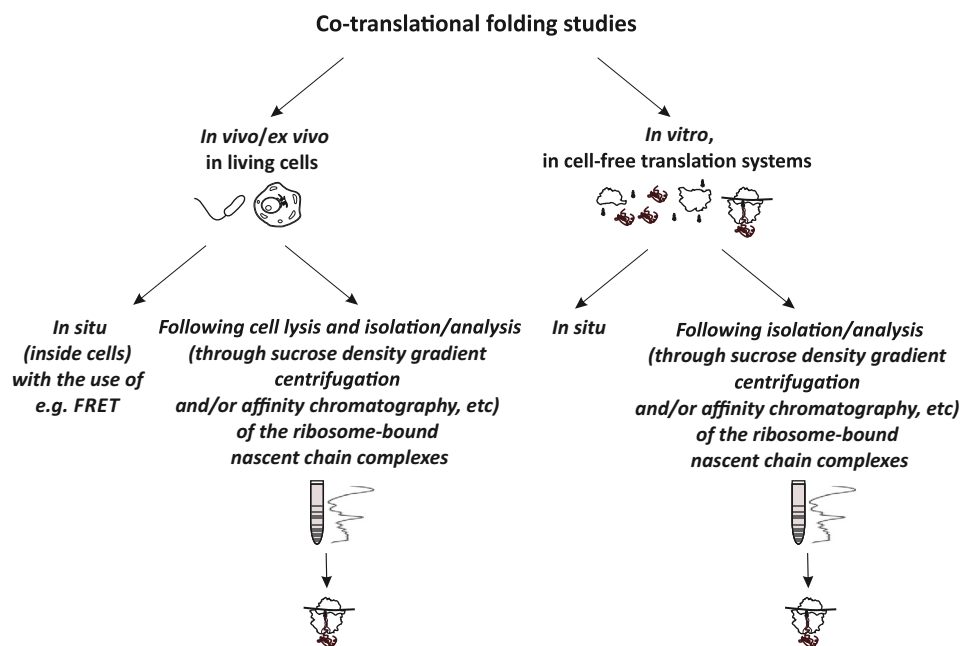 Co-translational folding studies
In vivo/ex vivo
in living cells
In vitro,
in cell-free translation systems
In situ
(inside cells)
with the use of
e.g. FRET
Following cell lysis and isolation/analysis
(through sucrose density gradient
centrifugation
and/or affinity chromatography, etc)
of the ribosome-bound
nascent chain complexes
In situ
Following isolation/analysis
(through sucrose density gradient
centrifugation
and/or affinity chromatography, etc)
of the ribosome-bound
nascent chain complexes